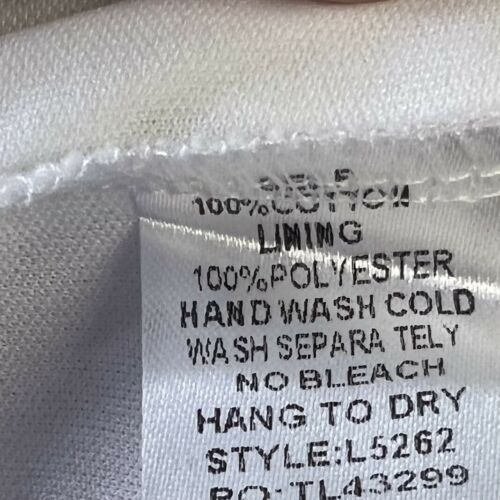 100%COTTON
LINING
100%POLYESTER
HAND WASH COLD
WASH SEPARA TELY
NO BLEACH
HANG TO DRY
STYLE:L5262
PO:TL43299